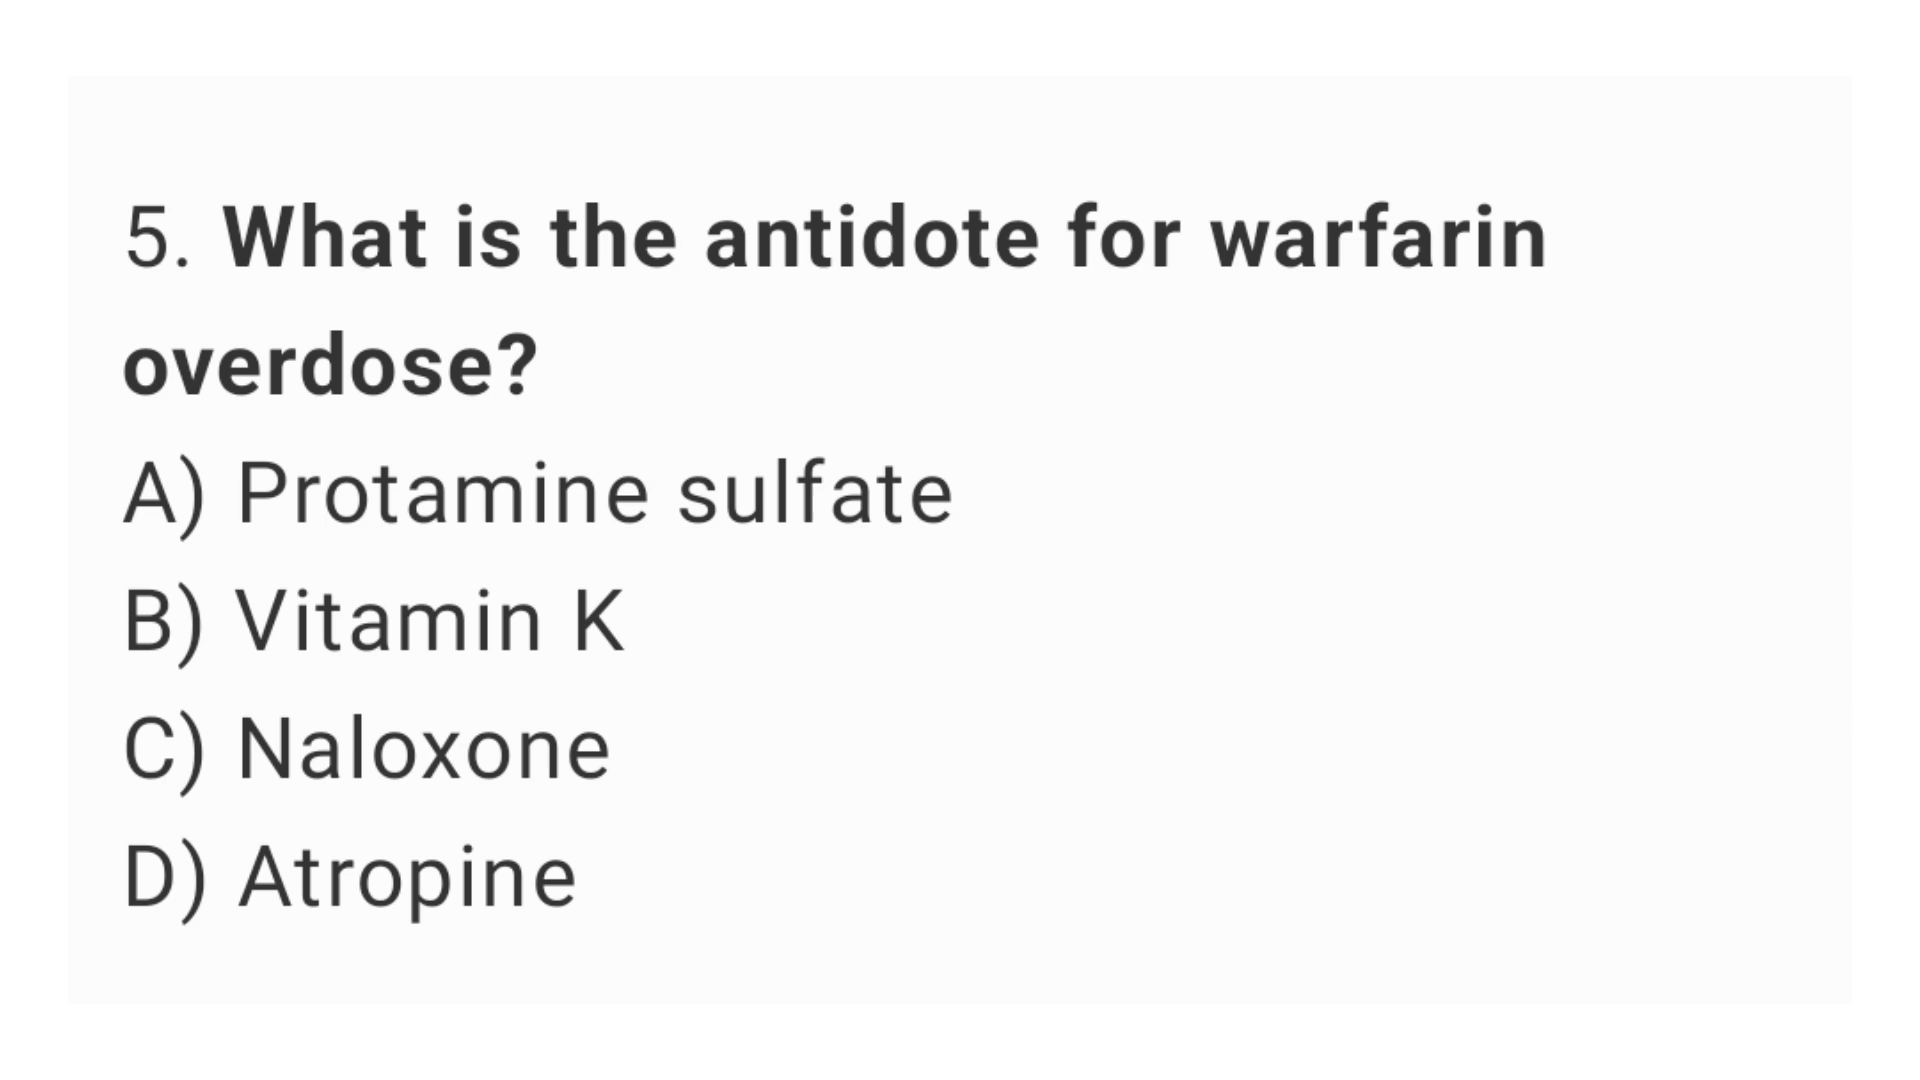 5. What is the antidote for warfarin
overdose?
A) Protamine sulfate
B) Vitamin K
C) Naloxone
D) Atropine